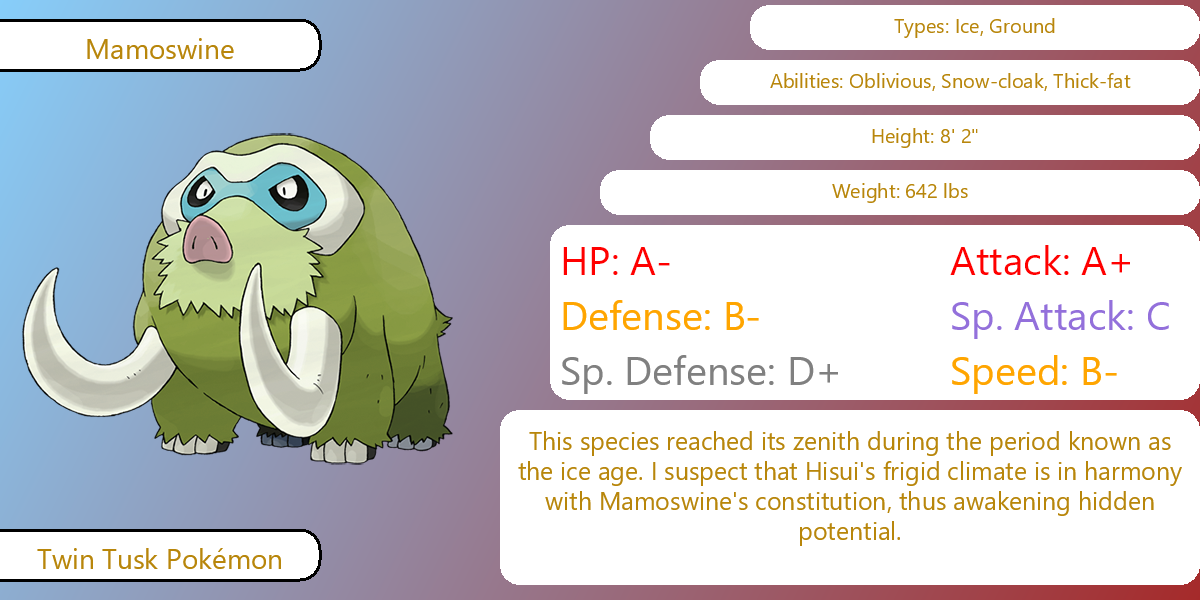 Mamoswine
Types: Ice, Ground
Abilities: Oblivious, Snow-cloak, Thick-fat
Height: 8' 2"
Weight: 642 lbs
HP: A-
Attack: A+
Defense: B-
Sp. Attack: C
Sp. Defense: D+
Speed: B-
This species reached its zenith during the period known as
the ice age. I suspect that Hisui's frigid climate is in harmony
with Mamoswine's constitution, thus awakening hidden
potential.
Twin Tusk Pokémon